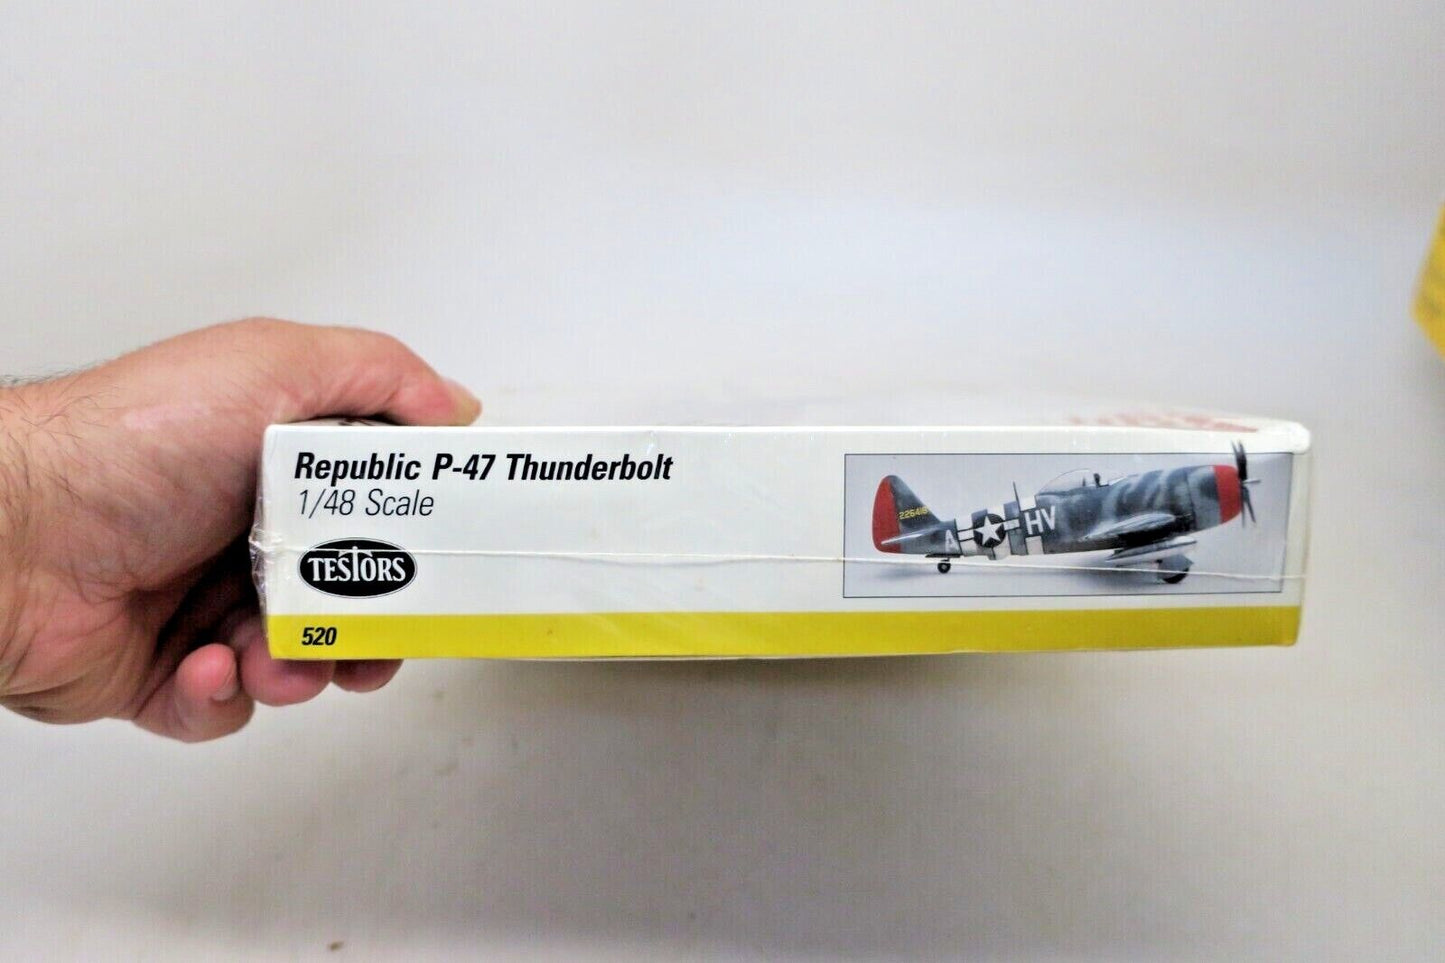 Republic P-47 Thunderbolt
1/48 Scale
TESTORS
520
A
HV